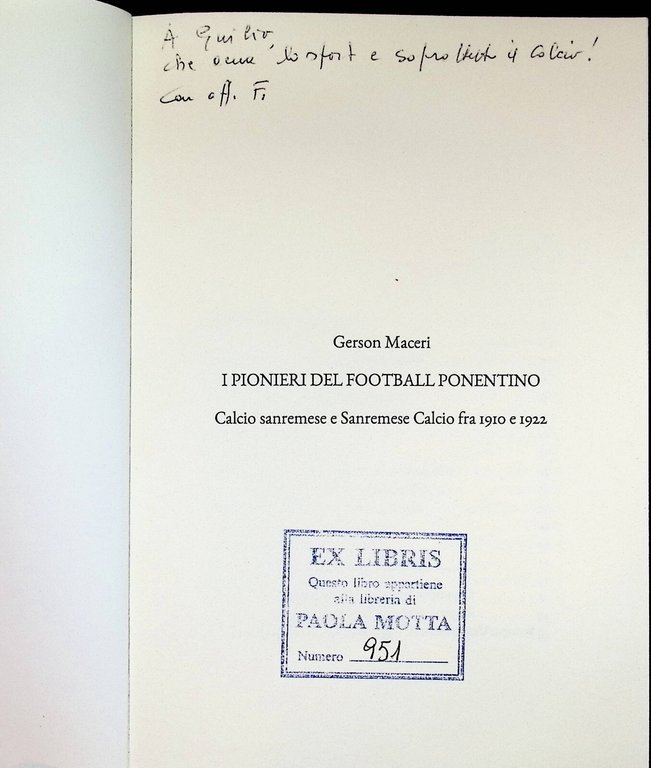 A Giulio,
che ama lo sport e soprattutto il calcio!
Con aff. F.
Gerson Maceri
I PIONIERI DEL FOOTBALL PONENTINO
Calcio sanremese e Sanremese Calcio fra 1910 e 1922
EX LIBRIS
Questo libro appartiene
alla libreria di
PAOLA MOTTA
Numero 951